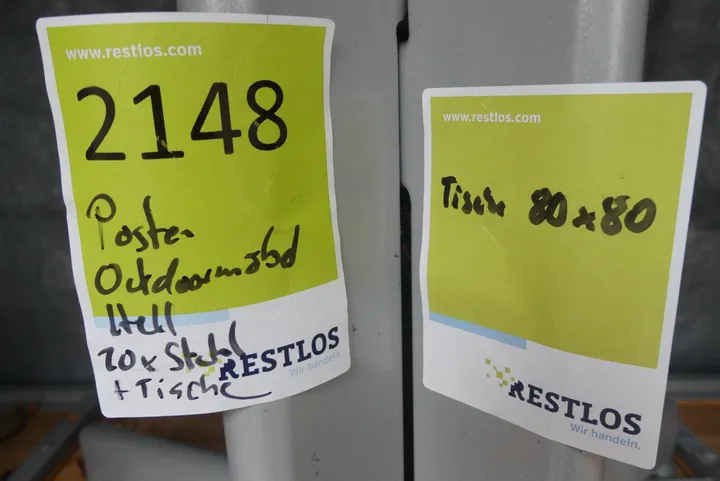 www.restlos.com
2148
Posten
Outdoormöbel
Hell
20x Stuhl
+ Tische
RESTLOS
Wir handeln.
www.restlos.com
Tische 80x80
RESTLOS
Wir handeln.